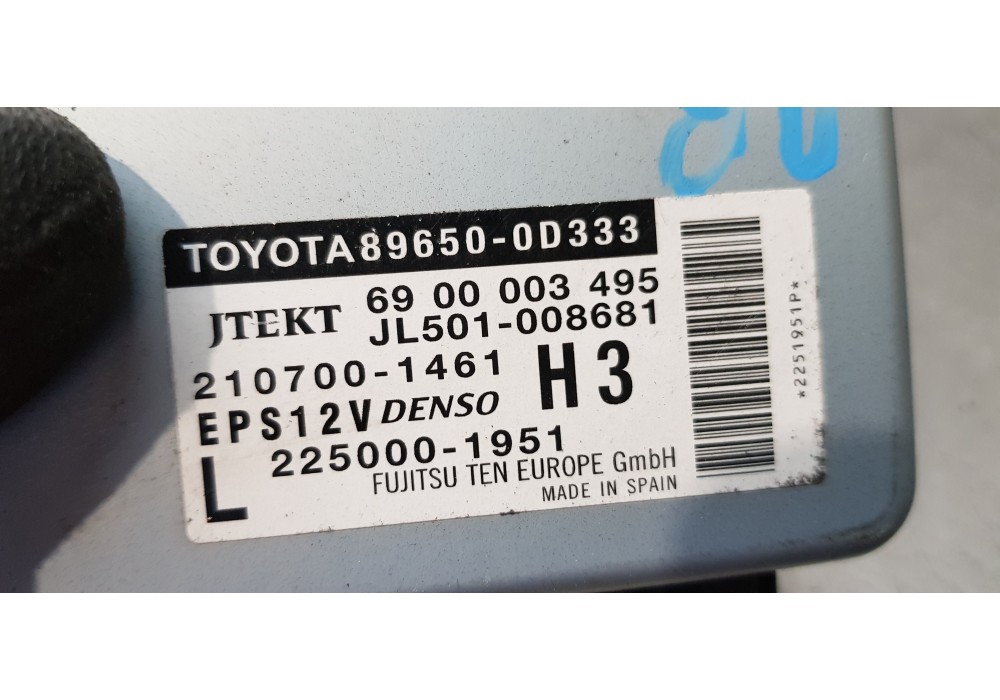 TOYOTA 89650-0D333
JTEKT 69 00 003 495
JL501-008681
210700-1461 H3
EPS12V DENSO
L 225000-1951
FUJITSU TEN EUROPE GmbH
MADE IN SPAIN
*2251951P*